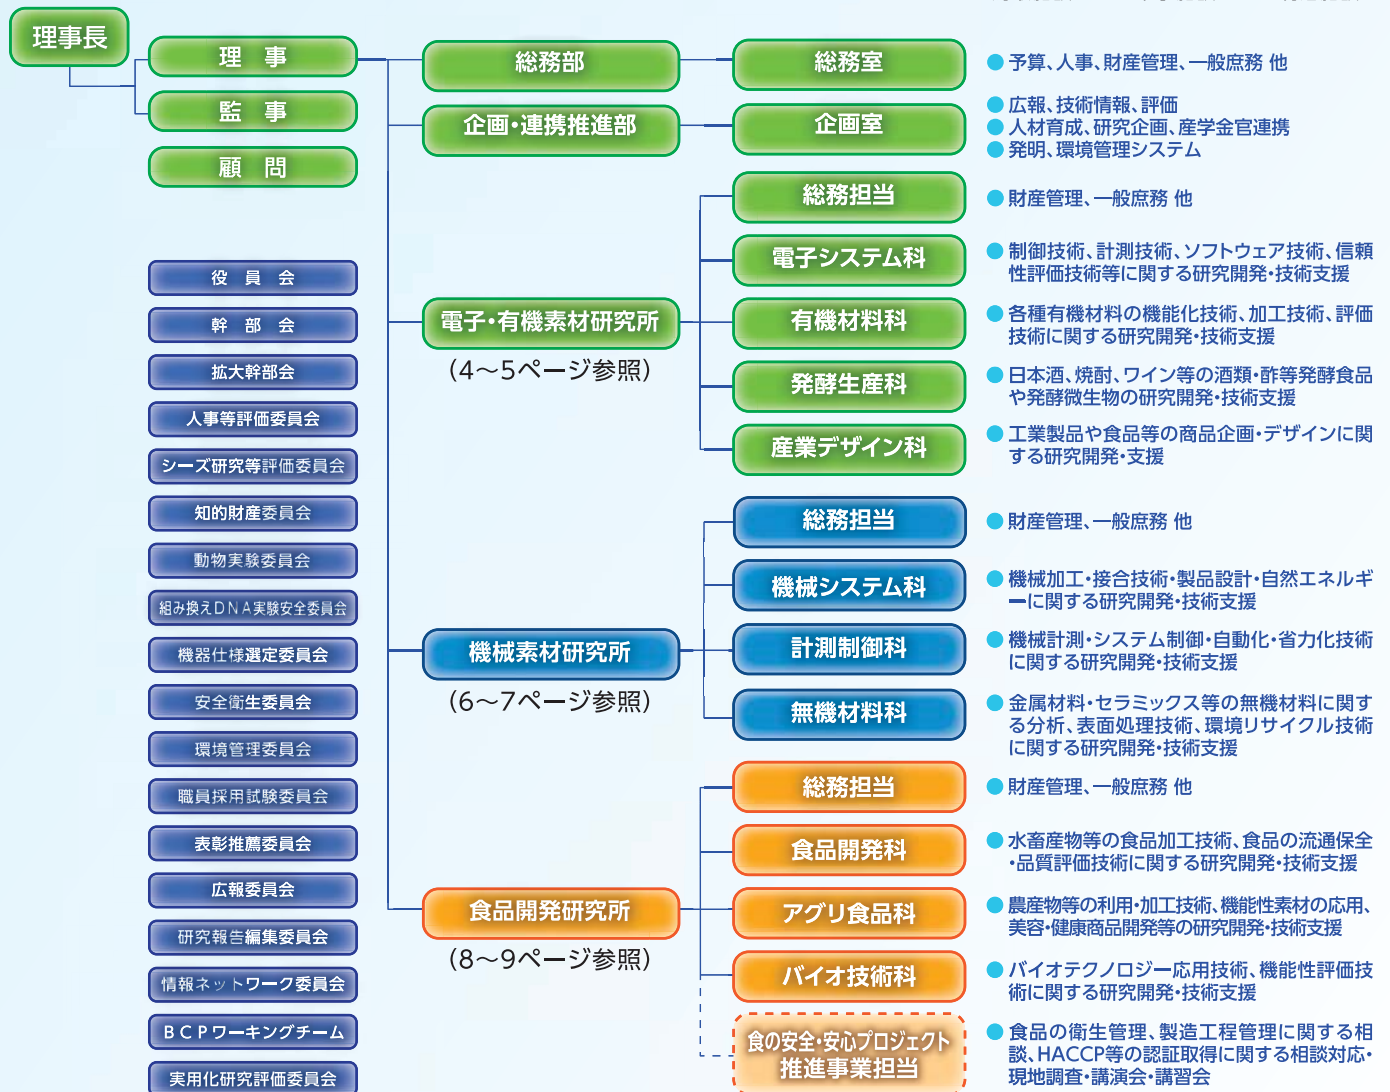 理事長
理 事
監 事
顧 問
役 員 会
幹 部 会
拡大幹部会
人事等評価委員会
シーズ研究等評価委員会
知的財産委員会
動物実験委員会
組み換えDNA実験安全委員会
機器仕様選定委員会
安全衛生委員会
環境管理委員会
職員採用試験委員会
表彰推薦委員会
広報委員会
研究報告編集委員会
情報ネットワーク委員会
BCPワーキングチーム
実用化研究評価委員会
総務部
総務室
●予算、人事、財産管理、一般庶務 他
企画・連携推進部
企画室
●広報、技術情報、評価
●人材育成、研究企画、産学金官連携
●発明、環境管理システム
電子・有機素材研究所
(4〜5ページ参照)
総務担当
●財産管理、一般庶務 他
電子システム科
●制御技術、計測技術、ソフトウェア技術、信頼
性評価技術等に関する研究開発・技術支援
有機材料科
●各種有機材料の機能化技術、加工技術、評価
技術に関する研究開発・技術支援
発酵生産科
●日本酒、焼酎、ワイン等の酒類・酢等発酵食品
や発酵微生物の研究開発・技術支援
産業デザイン科
●工業製品や食品等の商品企画・デザインに関
する研究開発・支援
機械素材研究所
(6〜7ページ参照)
総務担当
●財産管理、一般庶務 他
機械システム科
●機械加工・接合技術・製品設計・自然エネルギ
ーに関する研究開発・技術支援
計測制御科
●機械計測・システム制御・自動化・省力化技術
に関する研究開発・技術支援
無機材料科
●金属材料・セラミックス等の無機材料に関す
る分析、表面処理技術、環境リサイクル技術
に関する研究開発・技術支援
食品開発研究所
(8〜9ページ参照)
総務担当
●財産管理、一般庶務 他
食品開発科
●水畜産物等の食品加工技術、食品の流通保全
・品質評価技術に関する研究開発・技術支援
アグリ食品科
●農産物等の利用・加工技術、機能性素材の応用、
美容・健康商品開発等の研究開発・技術支援
バイオ技術科
●バイオテクノロジー応用技術、機能性評価技
術に関する研究開発・技術支援
食の安全・安心プロジェクト
推進事業担当
●食品の衛生管理、製造工程管理に関する相
談、HACCP等の認証取得に関する相談対応・
現地調査・講演会・講習会